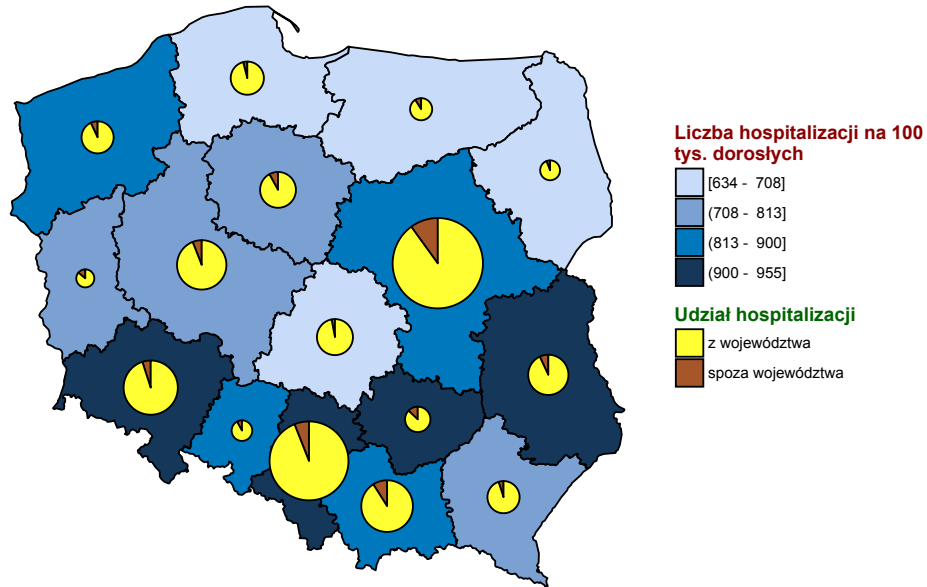 Liczba hospitalizacji na 100
tys. dorosłych
[634 - 708]
(708 - 813]
(813 - 900]
(900 - 955]
Udział hospitalizacji
z województwa
spoza województwa